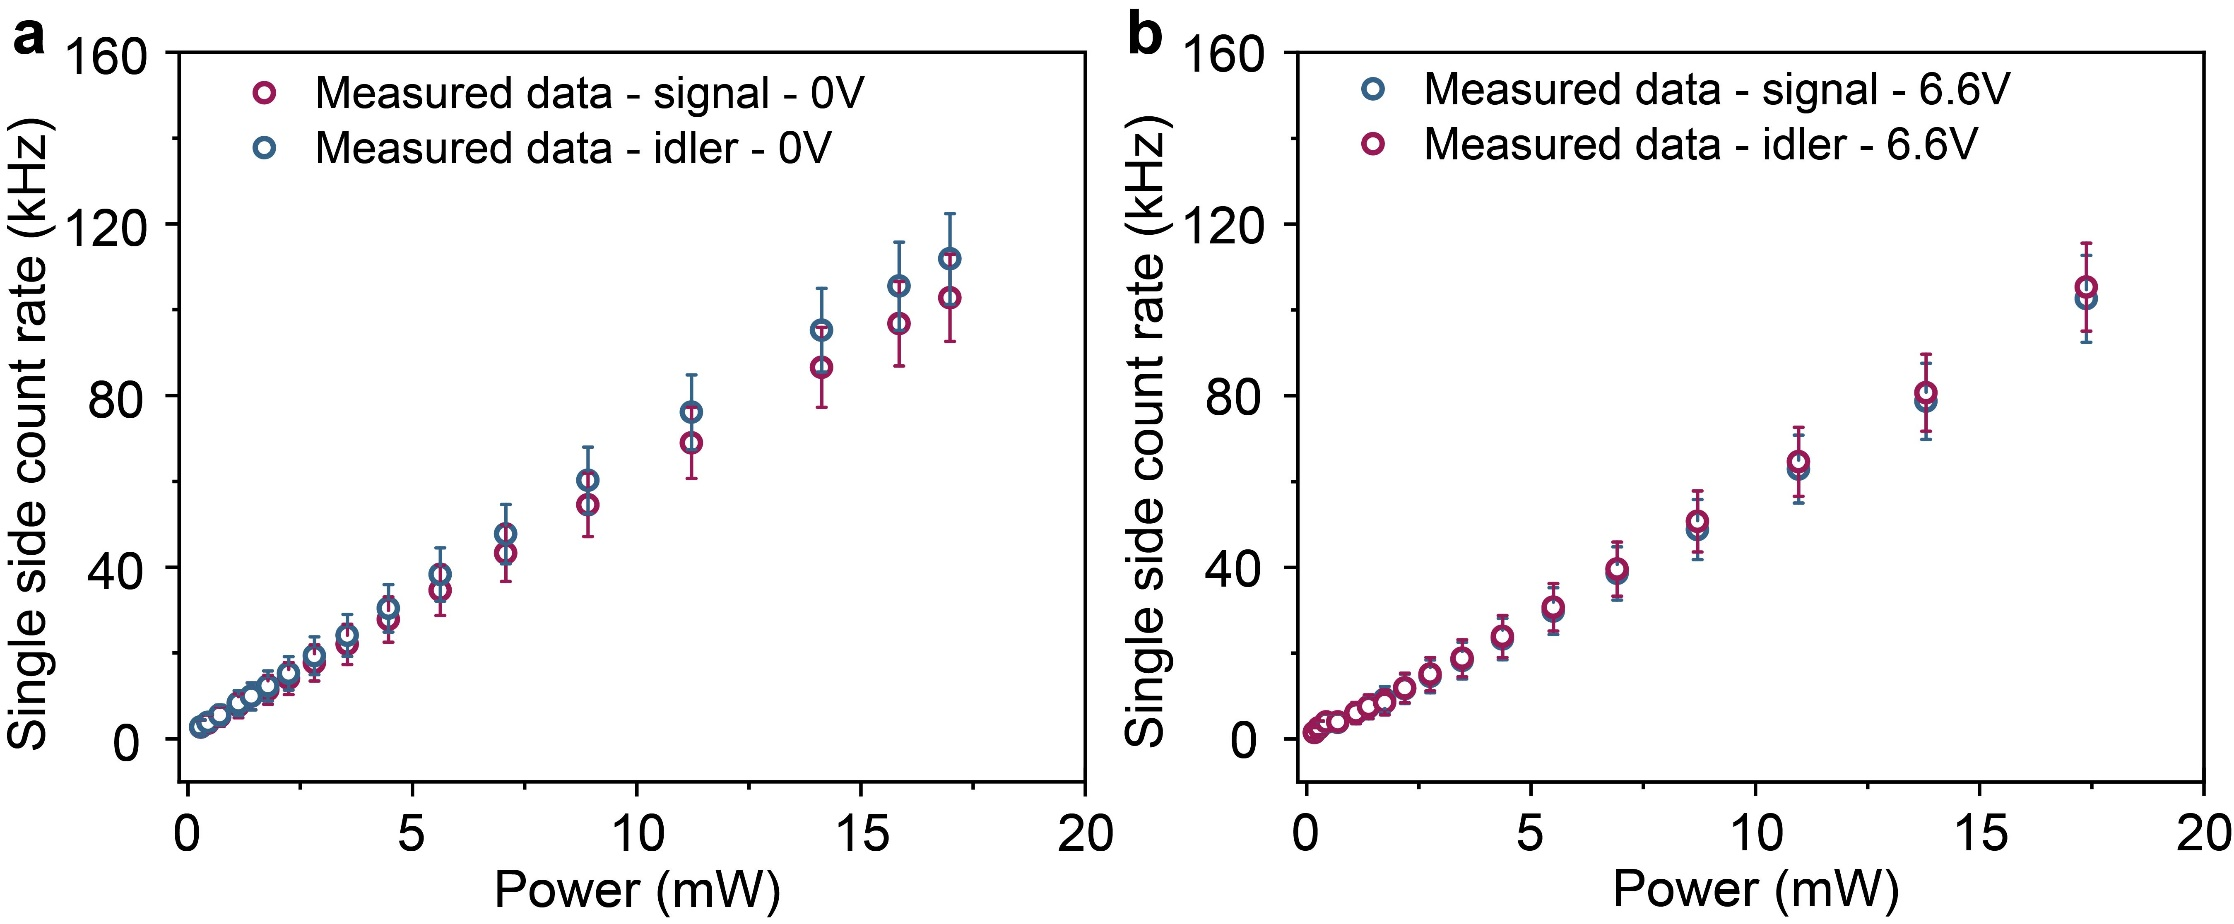 a
160
120
80
40
0
Single side count rate (kHz)
Measured data - signal - 0V
Measured data - idler - 0V
0 5 10 15 20
Power (mW)
b
160
120
80
40
0
Single side count rate (kHz)
Measured data - signal - 6.6V
Measured data - idler - 6.6V
0 5 10 15 20
Power (mW)